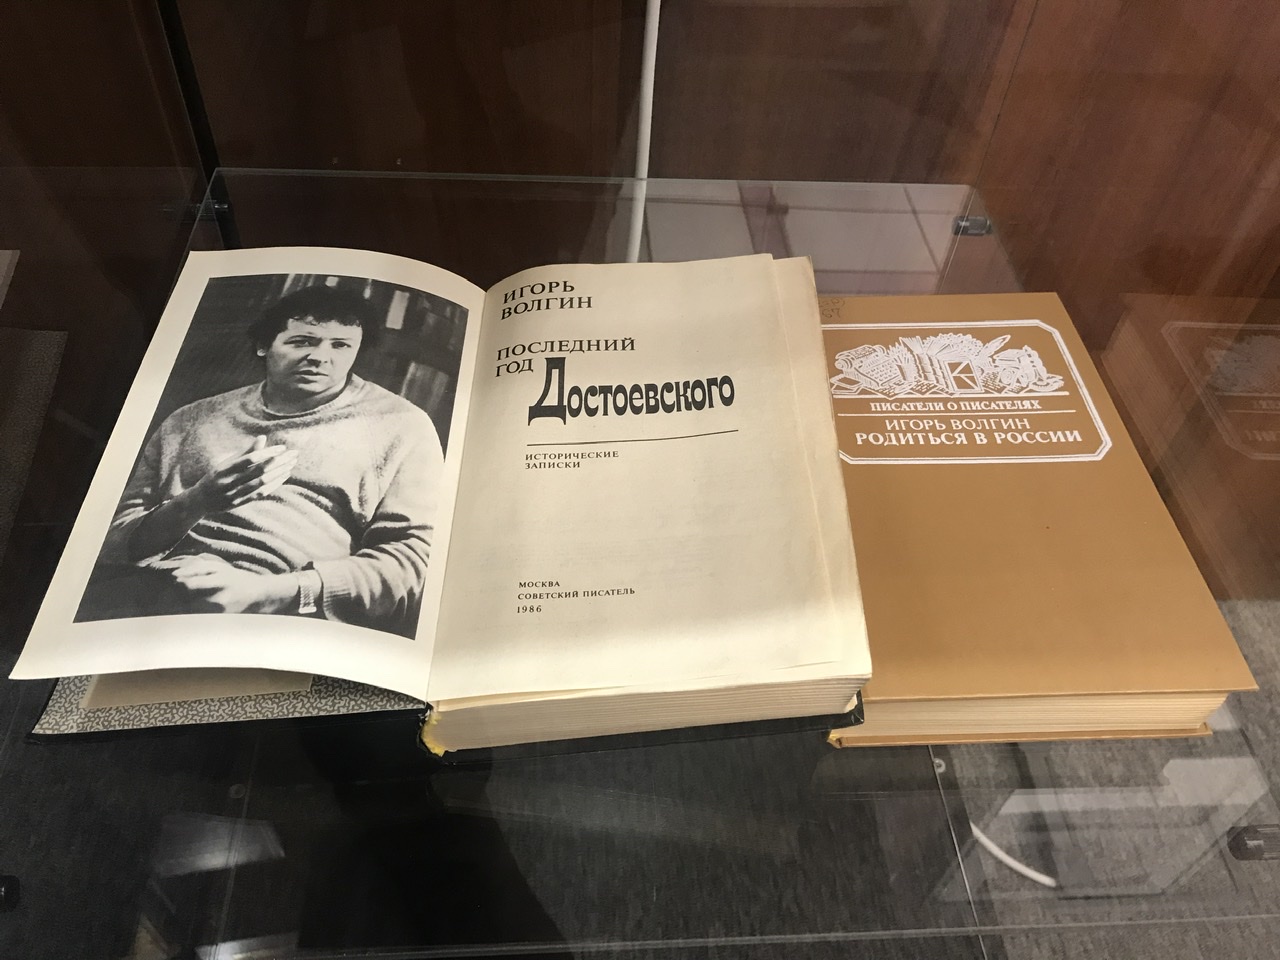 ИГОРЬ
ВОЛГИН
ПОСЛЕДНИЙ
ГОД
Достоевского
ИСТОРИЧЕСКИЕ
ЗАПИСКИ
МОСКВА
СОВЕТСКИЙ ПИСАТЕЛЬ
1986
ПИСАТЕЛИ О ПИСАТЕЛЯХ
ИГОРЬ ВОЛГИН
РОДИТЬСЯ В РОССИИ